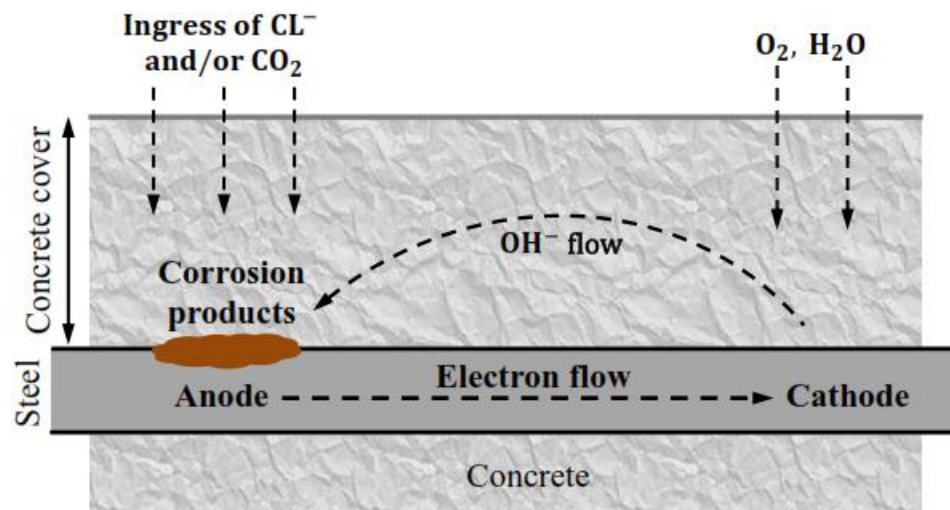 Ingress of CL⁻
and/or CO₂
O₂, H₂O
Concrete cover
OH⁻ flow
Corrosion
products
Steel
Electron flow
Anode
Cathode
Concrete